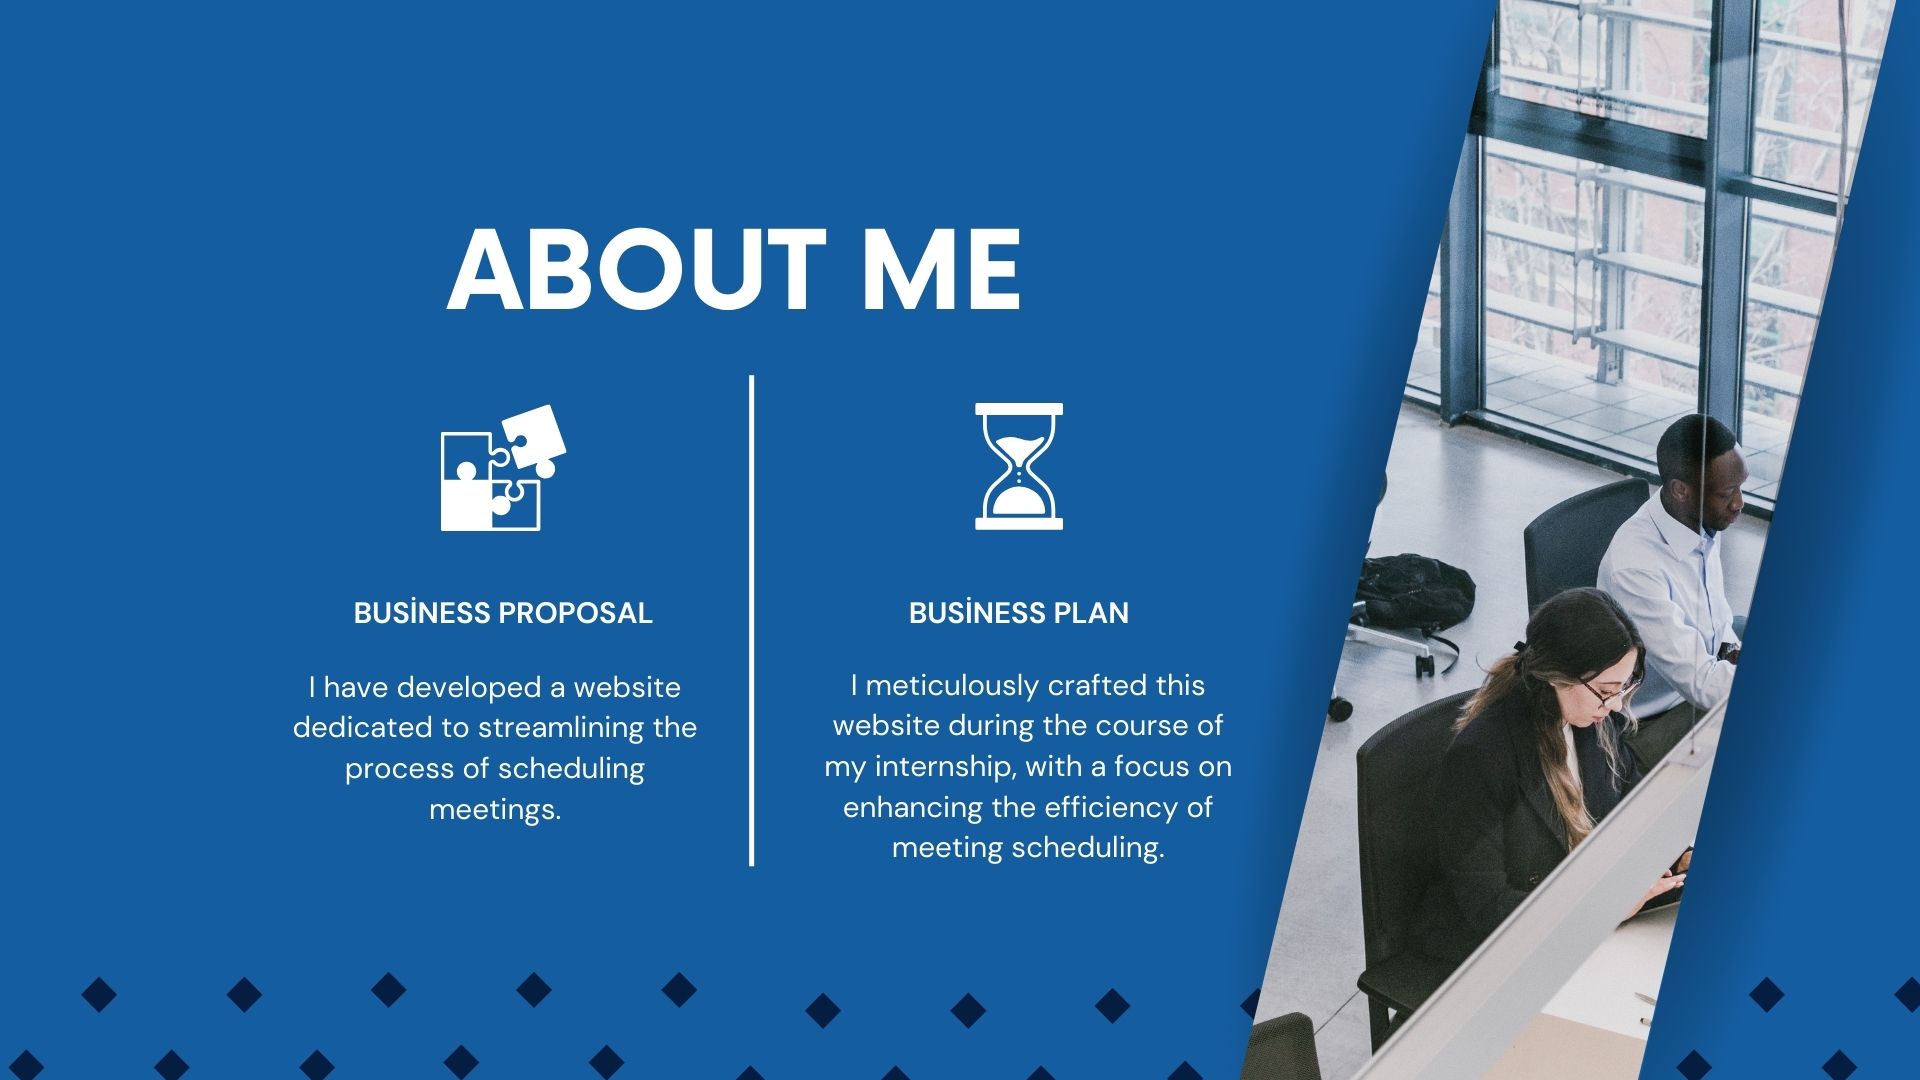 ABOUT ME
BUSİNESS PROPOSAL
I have developed a website
dedicated to streamlining the
process of scheduling
meetings.
BUSİNESS PLAN
I meticulously crafted this
website during the course of
my internship, with a focus on
enhancing the efficiency of
meeting scheduling.